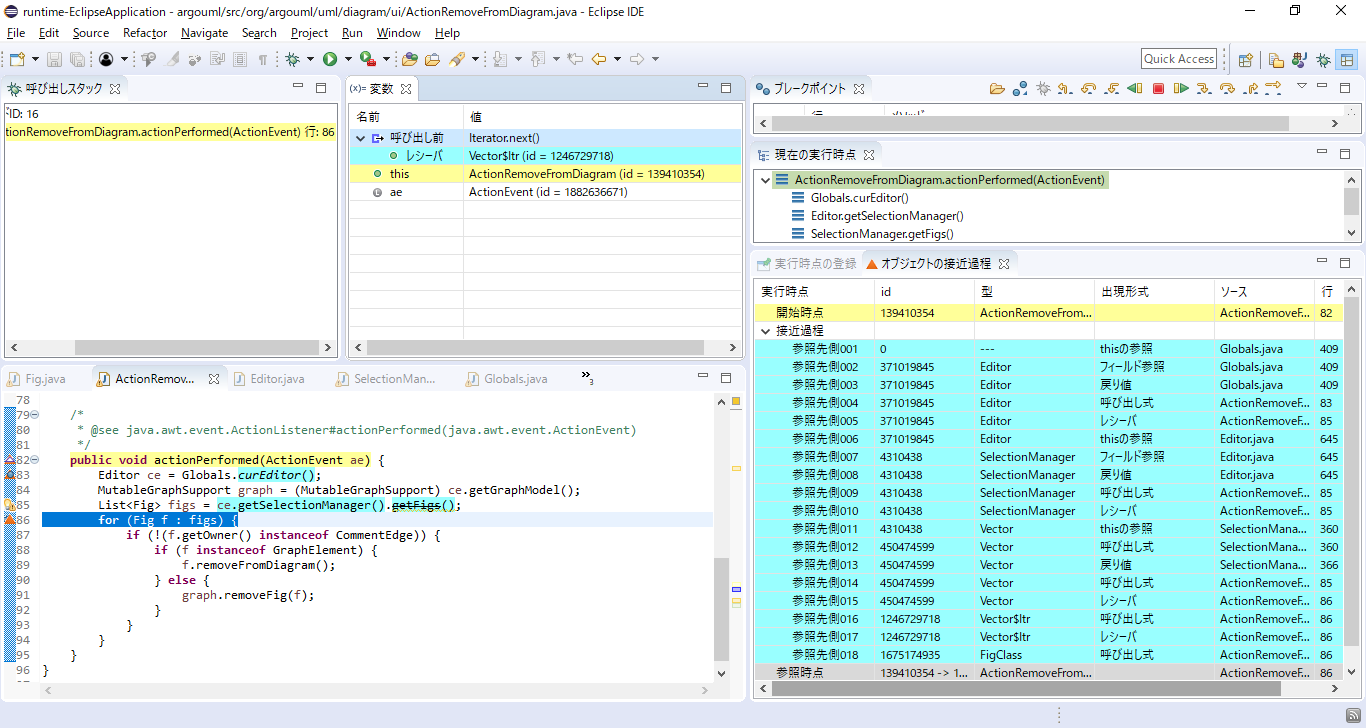 runtime-EclipseApplication - argouml/src/org/argouml/uml/diagram/ui/ActionRemoveFromDiagram.java - Eclipse IDE
File Edit Source Refactor Navigate Search Project Run Window Help
Quick Access
呼び出しスタック
ID: 16
tionRemoveFromDiagram.actionPerformed(ActionEvent) 行: 86
(x)= 変数
名前 値
呼び出し前 Iterator.next()
レシーバ Vector$Itr (id = 1246729718)
this ActionRemoveFromDiagram (id = 139410354)
ae ActionEvent (id = 1882636671)
ブレークポイント
現在の実行時点
ActionRemoveFromDiagram.actionPerformed(ActionEvent)
Globals.curEditor()
Editor.getSelectionManager()
SelectionManager.getFigs()
実行時点の登録 オブジェクトの接近過程
実行時点 id 型 出現形式 ソース 行
開始時点 139410354 ActionRemoveFrom... ActionRemoveF... 82
接近過程
参照先側001 0 --- thisの参照 Globals.java 409
参照先側002 371019845 Editor フィールド参照 Globals.java 409
参照先側003 371019845 Editor 戻り値 Globals.java 409
参照先側004 371019845 Editor 呼び出し式 ActionRemoveF... 83
参照先側005 371019845 Editor レシーバ ActionRemoveF... 85
参照先側006 371019845 Editor thisの参照 Editor.java 645
参照先側007 4310438 SelectionManager フィールド参照 Editor.java 645
参照先側008 4310438 SelectionManager 戻り値 Editor.java 645
参照先側009 4310438 SelectionManager 呼び出し式 ActionRemoveF... 85
参照先側010 4310438 SelectionManager レシーバ ActionRemoveF... 85
参照先側011 4310438 Vector thisの参照 SelectionMana... 360
参照先側012 450474599 Vector 呼び出し式 SelectionMana... 360
参照先側013 450474599 Vector 戻り値 SelectionMana... 366
参照先側014 450474599 Vector 呼び出し式 ActionRemoveF... 85
参照先側015 450474599 Vector レシーバ ActionRemoveF... 86
参照先側016 1246729718 Vector$Itr 呼び出し式 ActionRemoveF... 86
参照先側017 1246729718 Vector$Itr レシーバ ActionRemoveF... 86
参照先側018 1675174935 FigClass 呼び出し式 ActionRemoveF... 86
参照時点 139410354 -> 1... ActionRemoveFrom... ActionRemoveF... 86
Fig.java ActionRemov... Editor.java SelectionMan... Globals.java »3
78
79 /*
80 * @see java.awt.event.ActionListener#actionPerformed(java.awt.event.ActionEvent)
81 */
82 public void actionPerformed(ActionEvent ae) {
83 Editor ce = Globals.curEditor();
84 MutableGraphSupport graph = (MutableGraphSupport) ce.getGraphModel();
85 List<Fig> figs = ce.getSelectionManager().getFigs();
86 for (Fig f : figs) {
87 if (!(f.getOwner() instanceof CommentEdge)) {
88 if (f instanceof GraphElement) {
89 f.removeFromDiagram();
90 } else {
91 graph.removeFig(f);
92 }
93 }
94 }
95 }
96 }